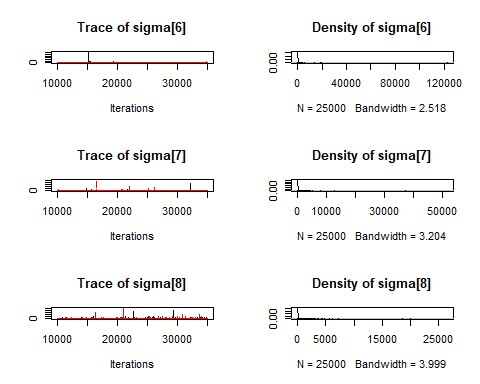 Trace of sigma[6]
0
10000 20000 30000
Iterations
Density of sigma[6]
0.00
0 40000 80000 120000
N = 25000 Bandwidth = 2.518
Trace of sigma[7]
0
10000 20000 30000
Iterations
Density of sigma[7]
0.00
0 10000 30000 50000
N = 25000 Bandwidth = 3.204
Trace of sigma[8]
0
10000 20000 30000
Iterations
Density of sigma[8]
0.00
0 5000 15000 25000
N = 25000 Bandwidth = 3.999